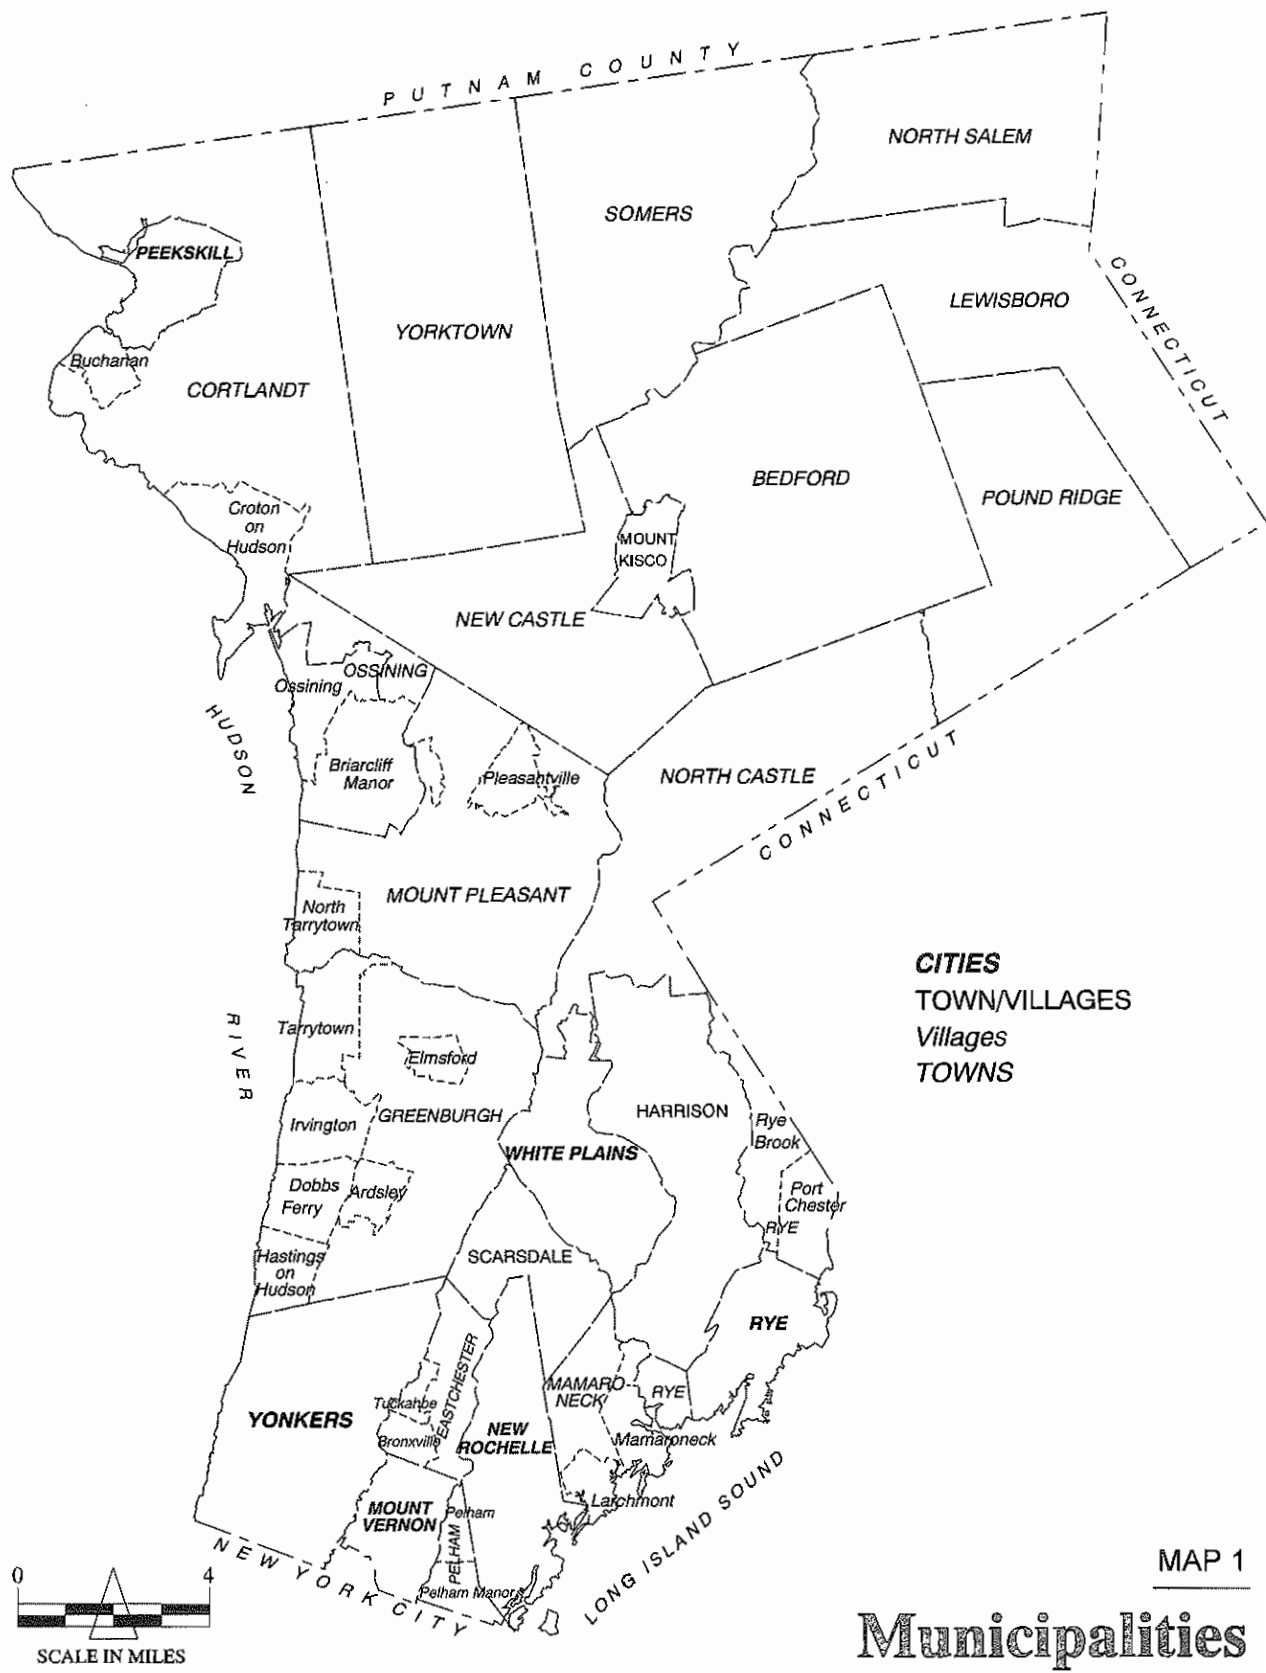 PUTNAM COUNTY
NORTH SALEM
SOMERS
PEEKSKILL
CONNECTICUT
LEWISBORO
YORKTOWN
Buchanan
CORTLANDT
BEDFORD
POUND RIDGE
Croton
on
Hudson
MOUNT
KISCO
NEW CASTLE
OSSINING
Ossining
HUDSON
Briarcliff
Manor
Pleasantville
NORTH CASTLE
CONNECTICUT
MOUNT PLEASANT
North
Tarrytown
CITIES
TOWN/VILLAGES
Villages
TOWNS
RIVER
Tarrytown
Elmsford
GREENBURGH
HARRISON
Irvington
Rye
Brook
WHITE PLAINS
Dobbs
Ferry
Ardsley
Port
Chester
RYE
SCARSDALE
Hastings
on
Hudson
RYE
EASTCHESTER
MAMARO-
NECK
RYE
Tuckahoe
YONKERS
Bronxville
NEW
ROCHELLE
Mamaroneck
Larchmont
MOUNT
VERNON
Pelham
PELHAM
Pelham Manor
LONG ISLAND SOUND
NEW YORK CITY
0 4
SCALE IN MILES
MAP 1
Municipalities